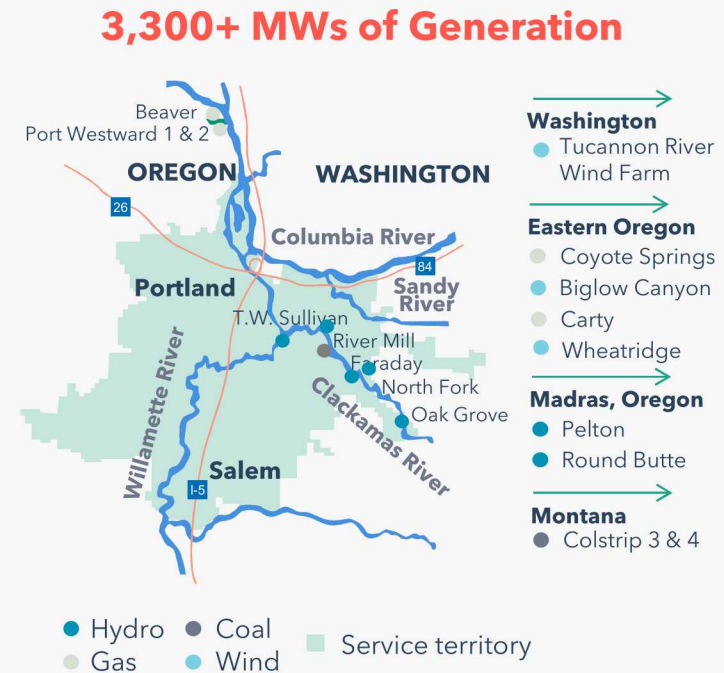 3,300+ MWs of Generation
Beaver
Port Westward 1 & 2
OREGON
WASHINGTON
26
Columbia River
84
Portland
Sandy
River
T.W. Sullivan
River Mill
Faraday
North Fork
Oak Grove
Willamette River
Clackamas River
Salem
I-5
Washington
Tucannon River
Wind Farm
Eastern Oregon
Coyote Springs
Biglow Canyon
Carty
Wheatridge
Madras, Oregon
Pelton
Round Butte
Montana
Colstrip 3 & 4
Hydro
Coal
Service territory
Gas
Wind